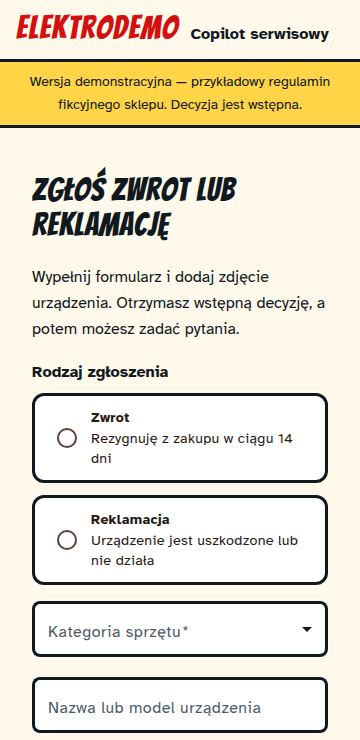 ELEKTRODEMO Copilot serwisowy
Wersja demonstracyjna — przykładowy regulamin
fikcyjnego sklepu. Decyzja jest wstępna.
ZGŁOŚ ZWROT LUB
REKLAMACJĘ
Wypełnij formularz i dodaj zdjęcie
urządzenia. Otrzymasz wstępną decyzję, a
potem możesz zadać pytania.
Rodzaj zgłoszenia
Zwrot
Rezygnuję z zakupu w ciągu 14
dni
Reklamacja
Urządzenie jest uszkodzone lub
nie działa
Kategoria sprzętu*
Nazwa lub model urządzenia